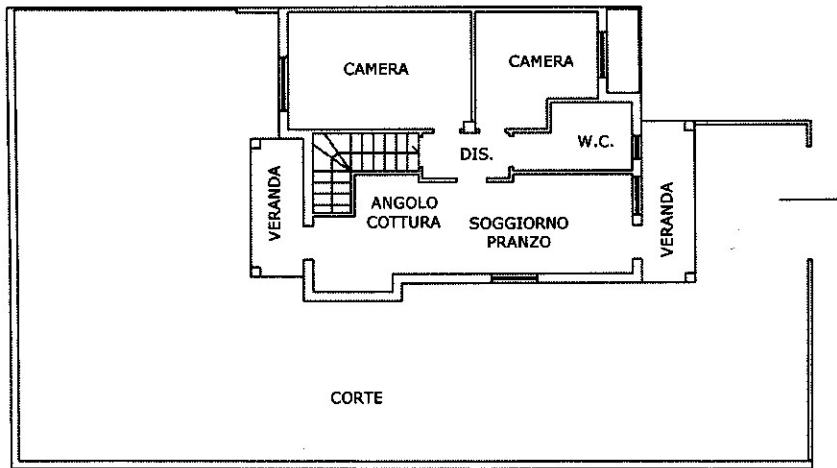 CAMERA
CAMERA
DIS.
W.C.
VERANDA
ANGOLO
COTTURA
SOGGIORNO
PRANZO
VERANDA
CORTE